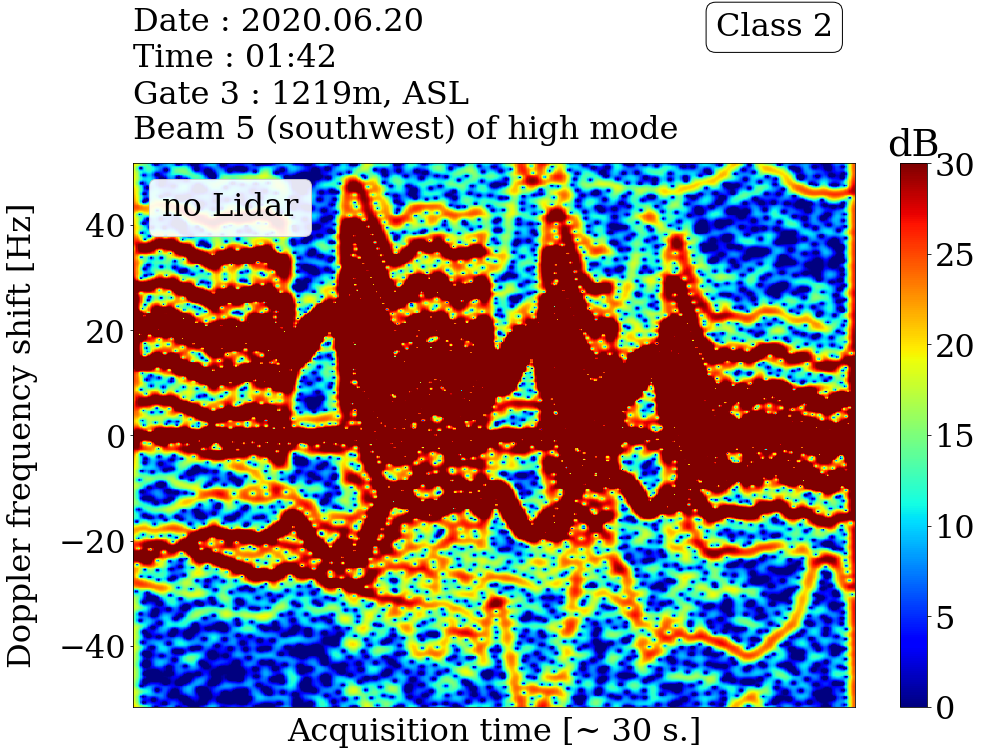 Date : 2020.06.20
Time : 01:42
Gate 3 : 1219m, ASL
Beam 5 (southwest) of high mode
Class 2
dB
no Lidar
Doppler frequency shift [Hz]
40
20
0
−20
−40
Acquisition time [~ 30 s.]
30
25
20
15
10
5
0